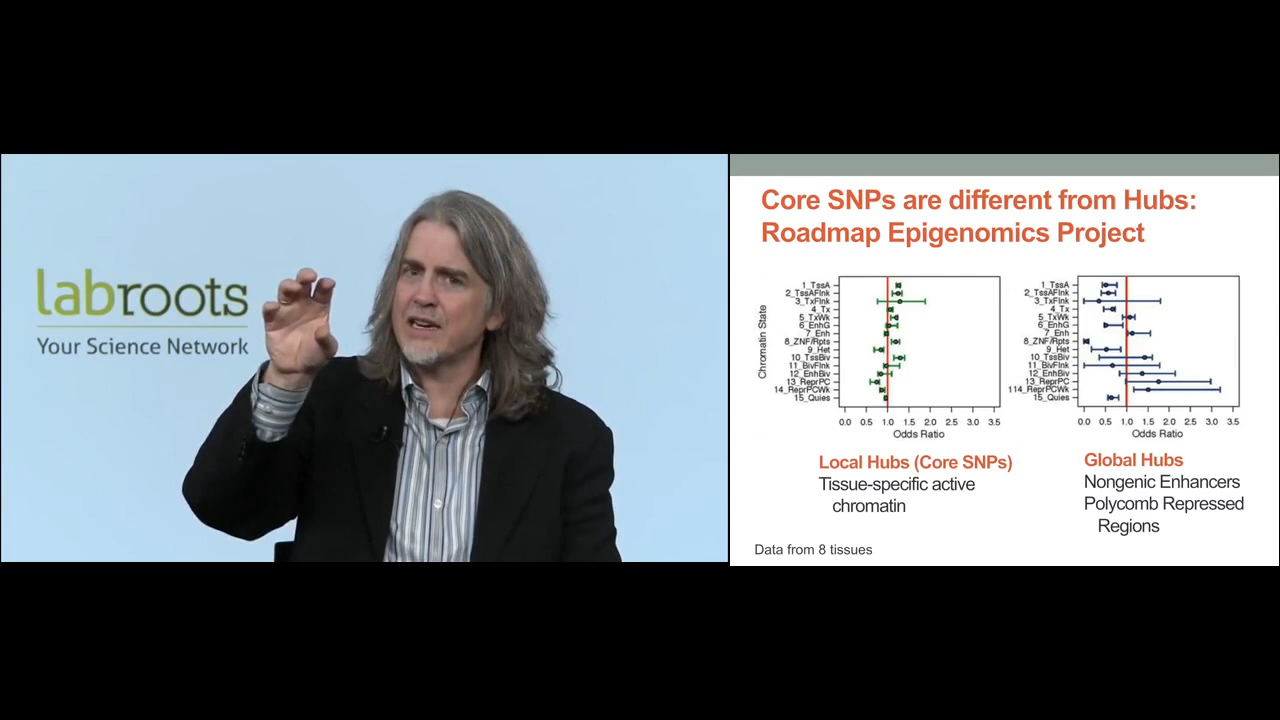 labroots
Your Science Network
Core SNPs are different from Hubs:
Roadmap Epigenomics Project
Chromatin State
1_TssA
2_TssAFlnk
3_TxFlnk
4_Tx
5_TxWk
6_EnhG
7_Enh
8_ZNF/Rpts
9_Het
10_TssBiv
11_BivFlnk
12_EnhBiv
13_ReprPC
14_ReprPCWk
15_Quies
0.0 0.5 1.0 1.5 2.0 2.5 3.0 3.5
Odds Ratio
1_TssA
2_TssAFlnk
3_TxFlnk
4_Tx
5_TxWk
6_EnhG
7_Enh
8_ZNF/Rpts
9_Het
10_TssBiv
11_BivFlnk
12_EnhBiv
13_ReprPC
114_ReprPCWk
15_Quies
0.0 0.5 1.0 1.5 2.0 2.5 3.0 3.5
Odds Ratio
Local Hubs (Core SNPs)
Tissue-specific active
chromatin
Global Hubs
Nongenic Enhancers
Polycomb Repressed
Regions
Data from 8 tissues